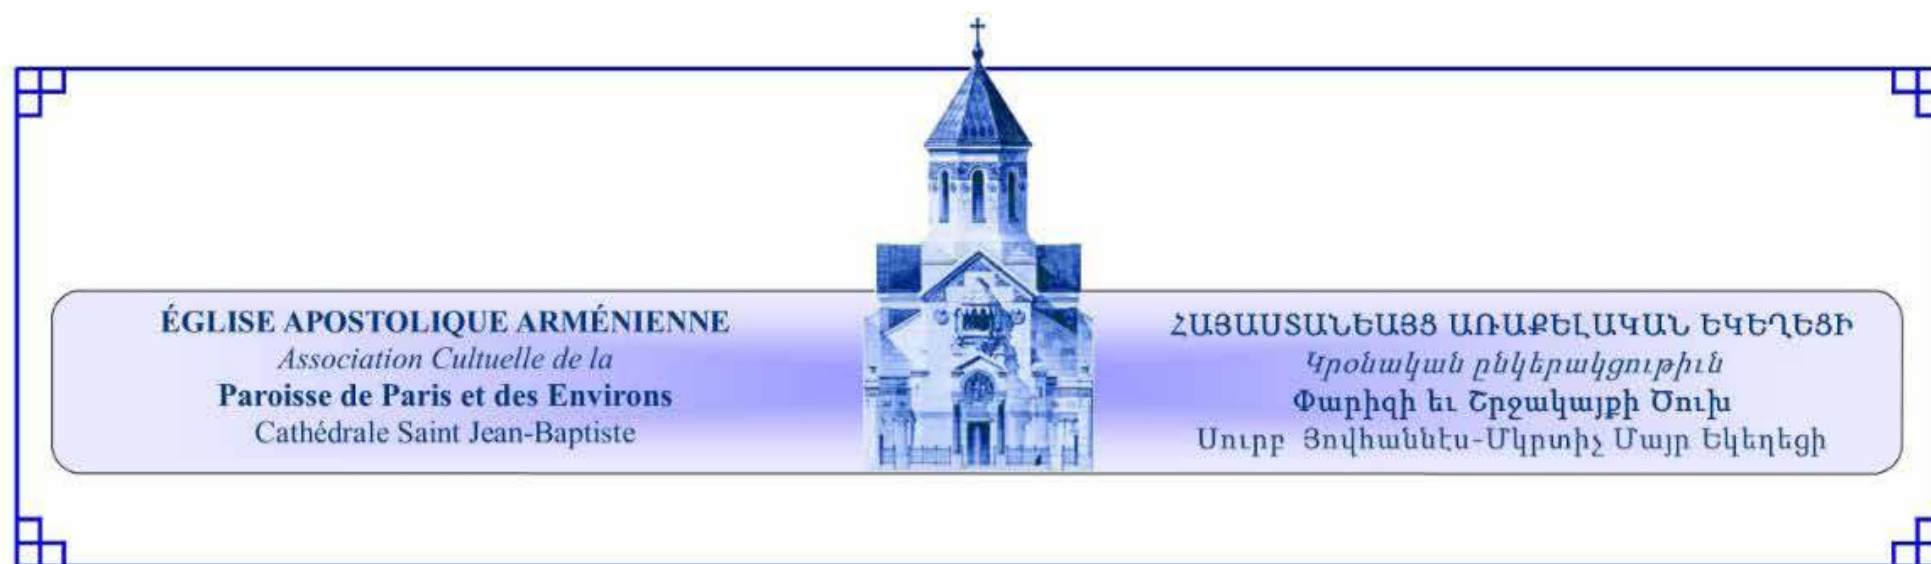 ÉGLISE APOSTOLIQUE ARMÉNIENNE
Association Cultuelle de la
Paroisse de Paris et des Environs
Cathédrale Saint Jean-Baptiste
ՀԱՅԱՍՏԱՆԵԱՅՑ ԱՌԱՔԵԼԱԿԱՆ ԵԿԵՂԵՑԻ
Կրօնական ընկերակցութիւն
Փարիզի եւ Շրջակայքի Ծուխ
Սուրբ Յովհաննէս-Մկրտիչ Մայր Եկեղեցի